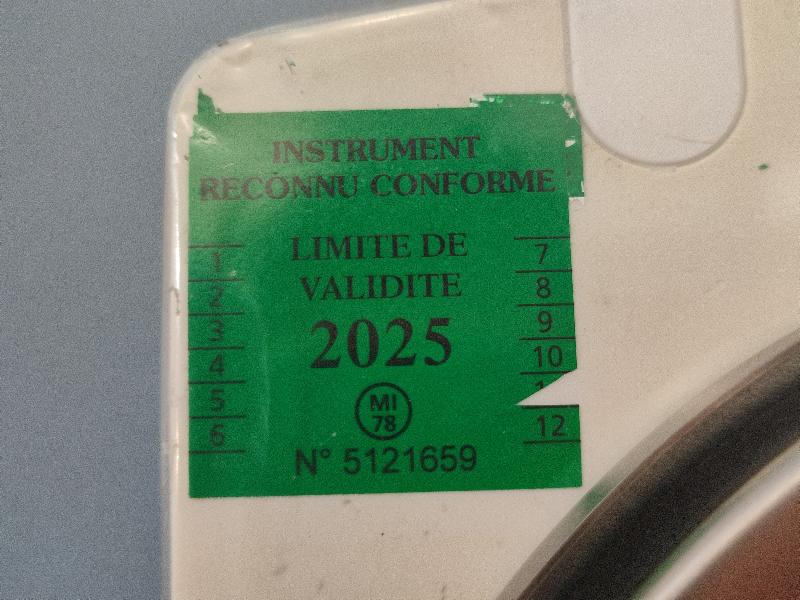 INSTRUMENT
RECONNU CONFORME
LIMITE DE
VALIDITE
2025
1
2
3
4
5
6
7
8
9
10
12
MI
78
N° 5121659